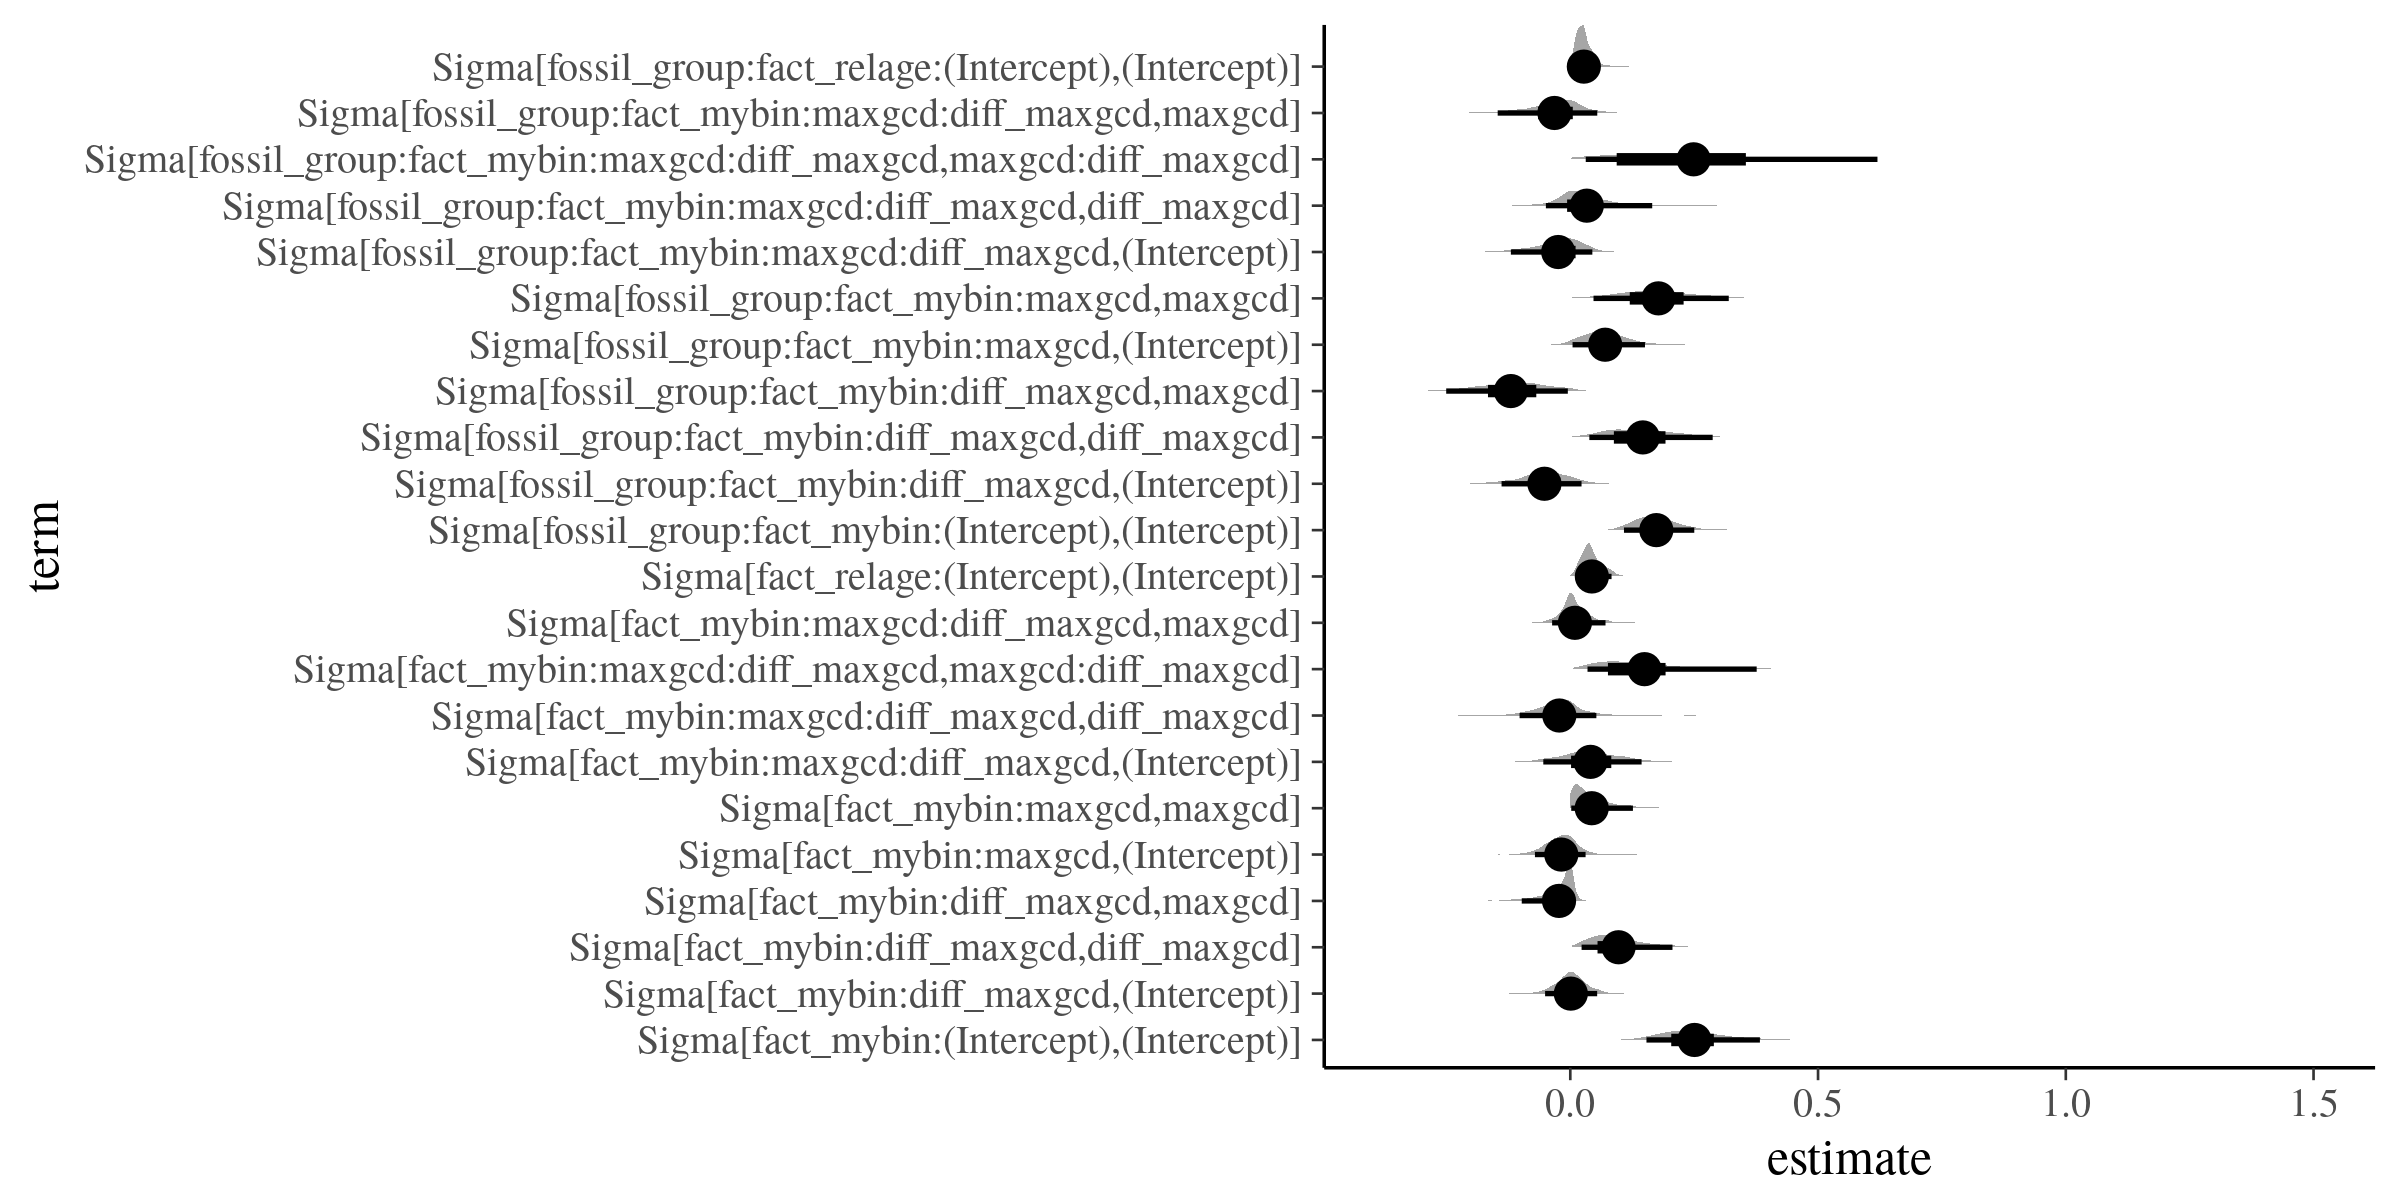 Sigma[fossil_group:fact_relage:(Intercept),(Intercept)]
Sigma[fossil_group:fact_mybin:maxgcd:diff_maxgcd,maxgcd]
Sigma[fossil_group:fact_mybin:maxgcd:diff_maxgcd,maxgcd:diff_maxgcd]
Sigma[fossil_group:fact_mybin:maxgcd:diff_maxgcd,diff_maxgcd]
Sigma[fossil_group:fact_mybin:maxgcd:diff_maxgcd,(Intercept)]
Sigma[fossil_group:fact_mybin:maxgcd,maxgcd]
Sigma[fossil_group:fact_mybin:maxgcd,(Intercept)]
Sigma[fossil_group:fact_mybin:diff_maxgcd,maxgcd]
Sigma[fossil_group:fact_mybin:diff_maxgcd,diff_maxgcd]
Sigma[fossil_group:fact_mybin:diff_maxgcd,(Intercept)]
Sigma[fossil_group:fact_mybin:(Intercept),(Intercept)]
Sigma[fact_relage:(Intercept),(Intercept)]
Sigma[fact_mybin:maxgcd:diff_maxgcd,maxgcd]
Sigma[fact_mybin:maxgcd:diff_maxgcd,maxgcd:diff_maxgcd]
Sigma[fact_mybin:maxgcd:diff_maxgcd,diff_maxgcd]
Sigma[fact_mybin:maxgcd:diff_maxgcd,(Intercept)]
Sigma[fact_mybin:maxgcd,maxgcd]
Sigma[fact_mybin:maxgcd,(Intercept)]
Sigma[fact_mybin:diff_maxgcd,maxgcd]
Sigma[fact_mybin:diff_maxgcd,diff_maxgcd]
Sigma[fact_mybin:diff_maxgcd,(Intercept)]
Sigma[fact_mybin:(Intercept),(Intercept)]
term
0.0 0.5 1.0 1.5
estimate